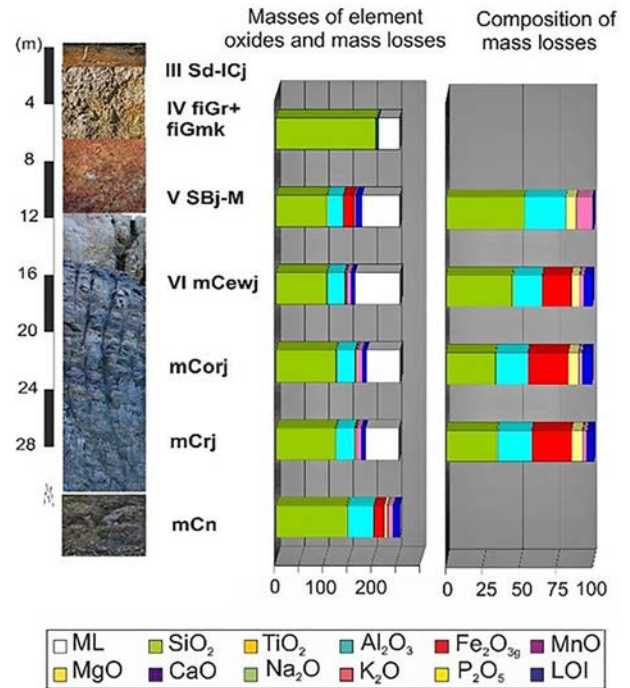 Masses of element
oxides and mass losses
Composition of
mass losses
(m)
4
8
12
16
20
24
28
III Sd-ICj
IV fiGr+
fiGmk
V SBj-M
VI mCewj
mCorj
mCrj
mCn
0 100 200
0 25 50 75 100
ML SiO₂ TiO₂ Al₂O₃ Fe₂O₃g MnO
MgO CaO Na₂O K₂O P₂O₅ LOI